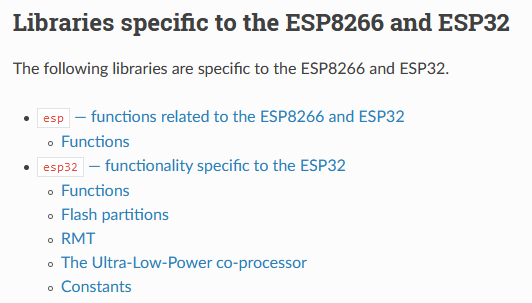 Libraries specific to the ESP8266 and ESP32
The following libraries are specific to the ESP8266 and ESP32.
esp — functions related to the ESP8266 and ESP32
Functions
esp32 — functionality specific to the ESP32
Functions
Flash partitions
RMT
The Ultra-Low-Power co-processor
Constants